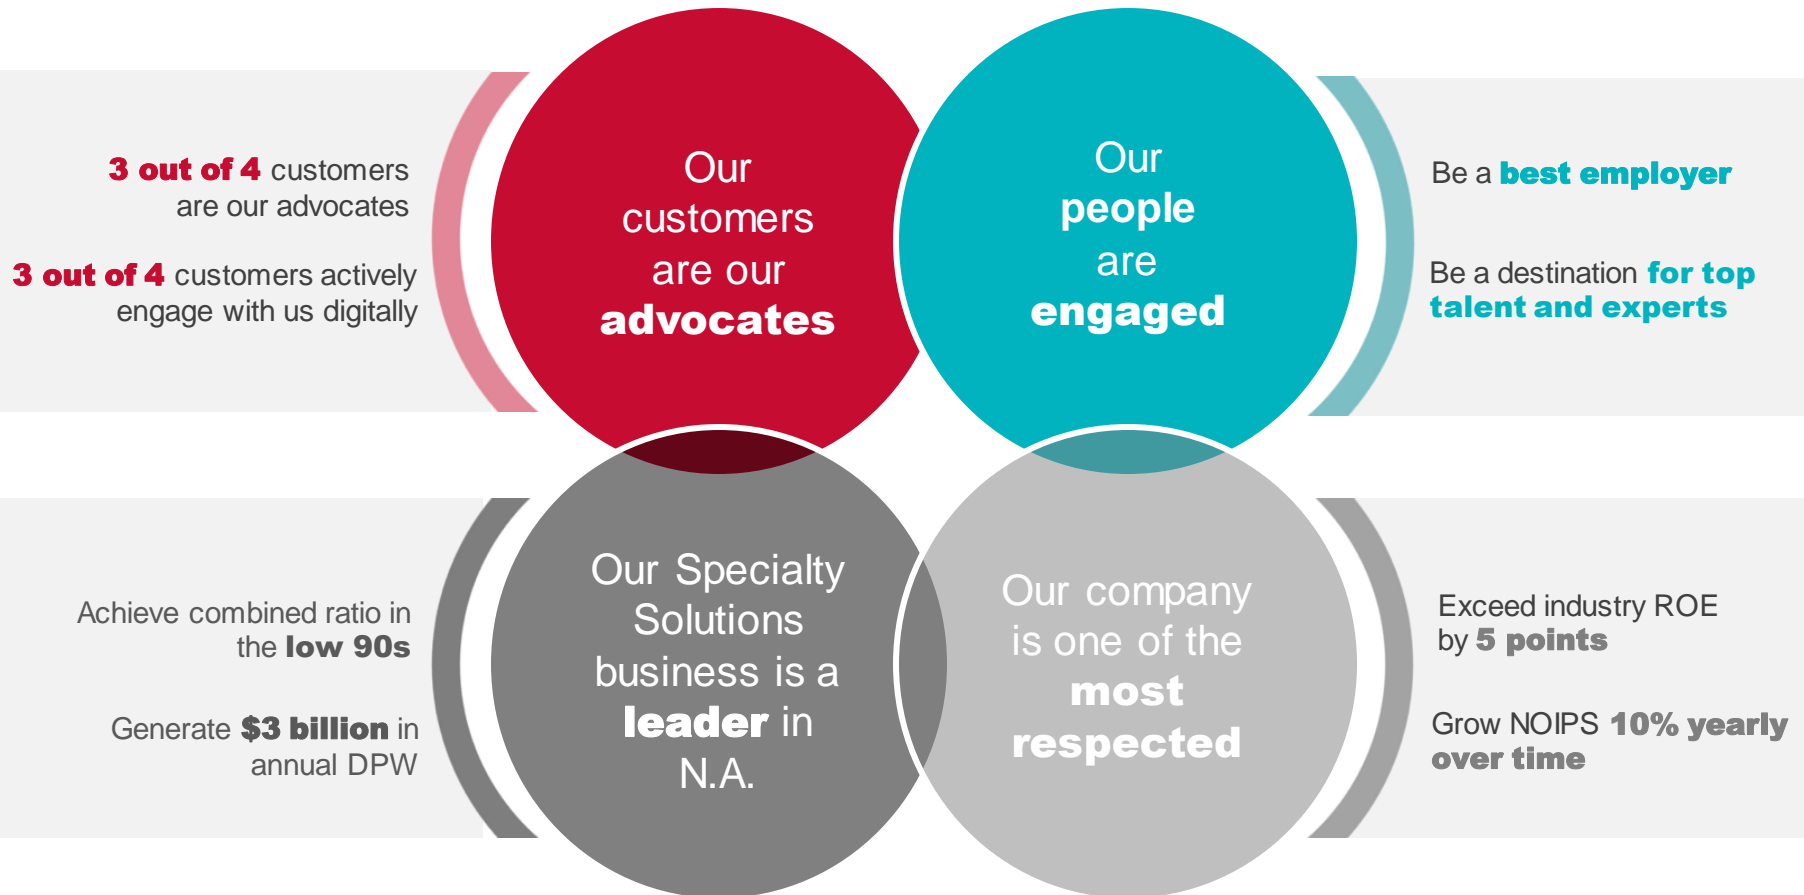 3 out of 4 customers
are our advocates
3 out of 4 customers actively
engage with us digitally
Our
customers
are our
advocates
Our
people
are
engaged
Be a best employer
Be a destination for top
talent and experts
Achieve combined ratio in
the low 90s
Generate $3 billion in
annual DPW
Our Specialty
Solutions
business is a
leader in
N.A.
Our company
is one of the
most
respected
Exceed industry ROE
by 5 points
Grow NOIPS 10% yearly
over time